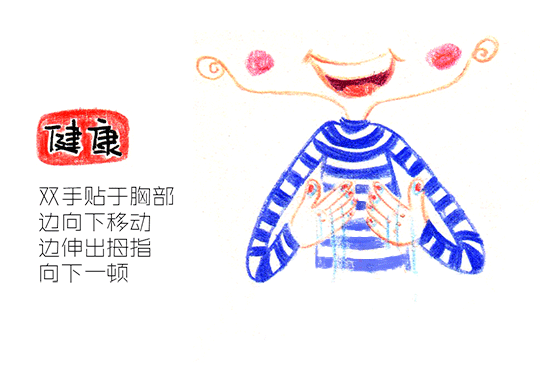 健康
双手贴于胸部
边向下移动
边伸出拇指
向下一顿